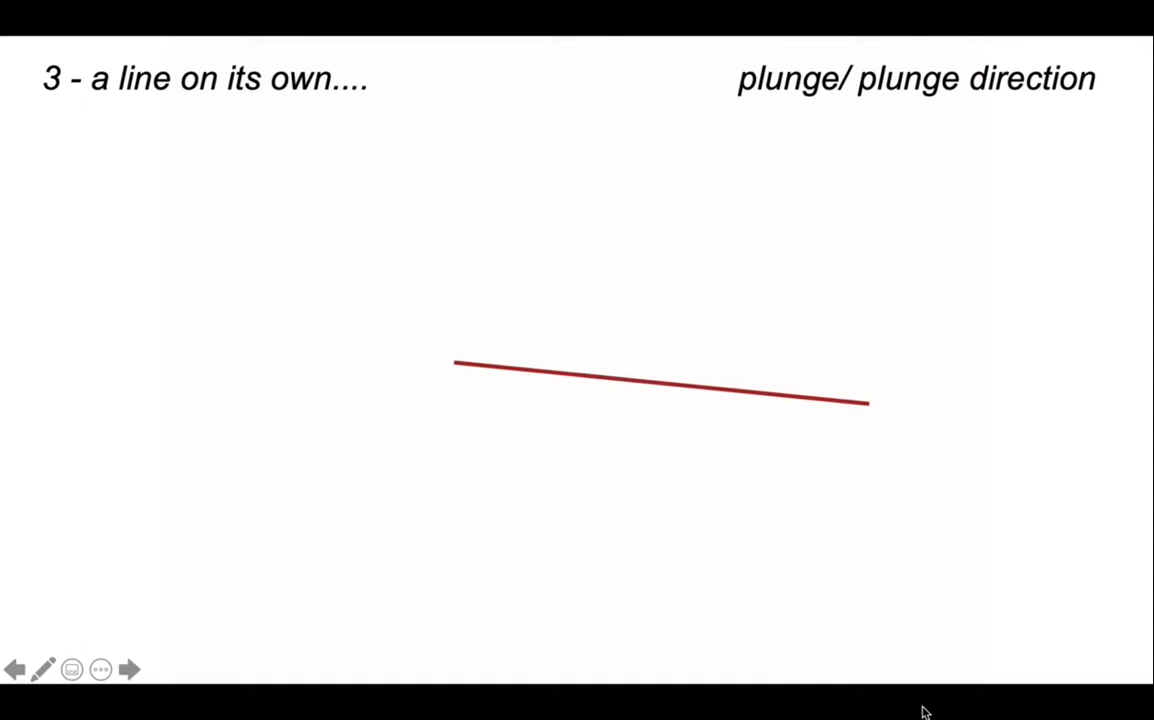 3 - a line on its own....
plunge/ plunge direction